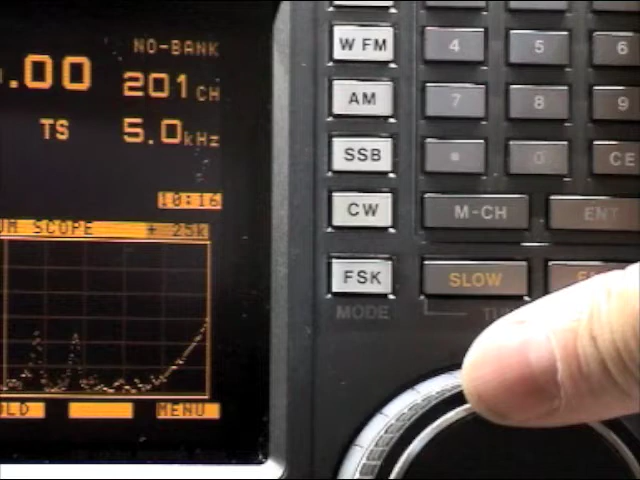 NO-BANK
.00 201CH
TS 5.0kHz
10:16
UM SCOPE + 25k
LD MENU
W FM 4 5 6
AM 7 8 9
SSB 0 CE
CW M-CH ENT
FSK SLOW
MODE